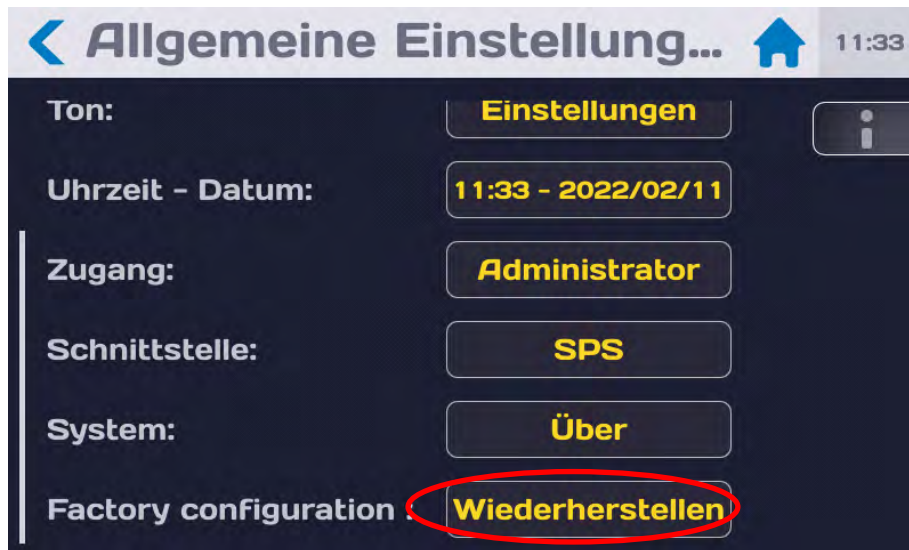 Allgemeine Einstellung... 11:33
Ton: Einstellungen
Uhrzeit - Datum: 11:33 - 2022/02/11
Zugang: Administrator
Schnittstelle: SPS
System: Über
Factory configuration : Wiederherstellen